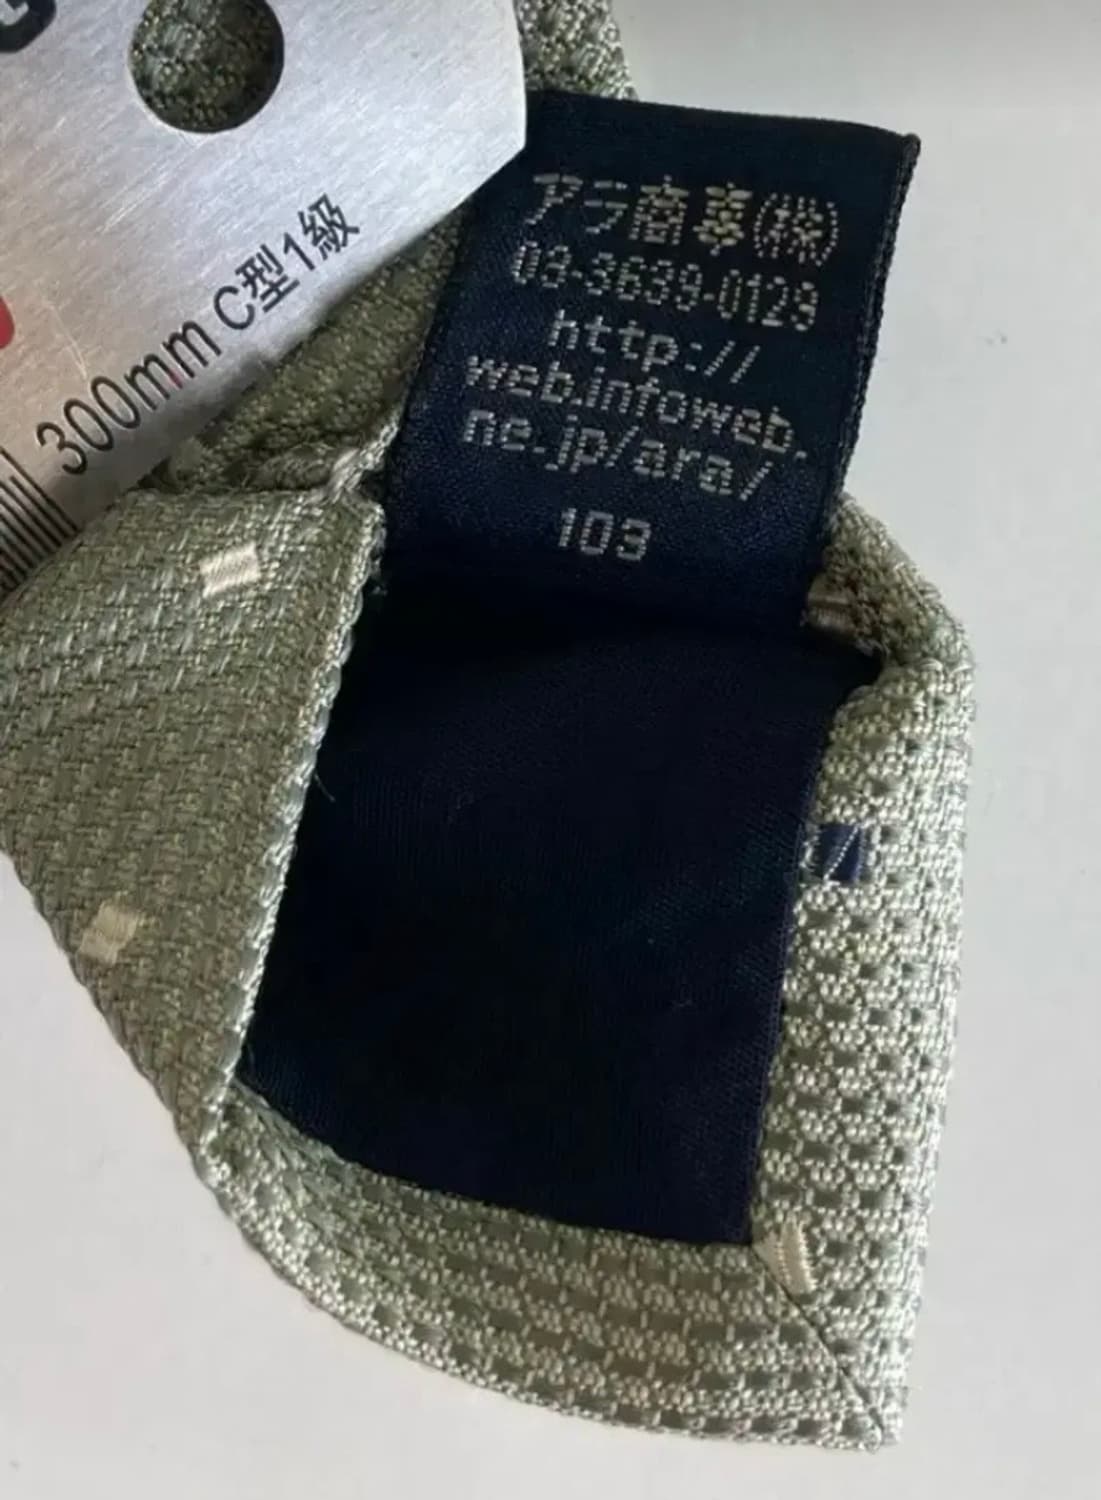 300mm C型1級
アラ商事(株)
03-3639-0129
http://
web.infoweb.
ne.jp/ara/
103